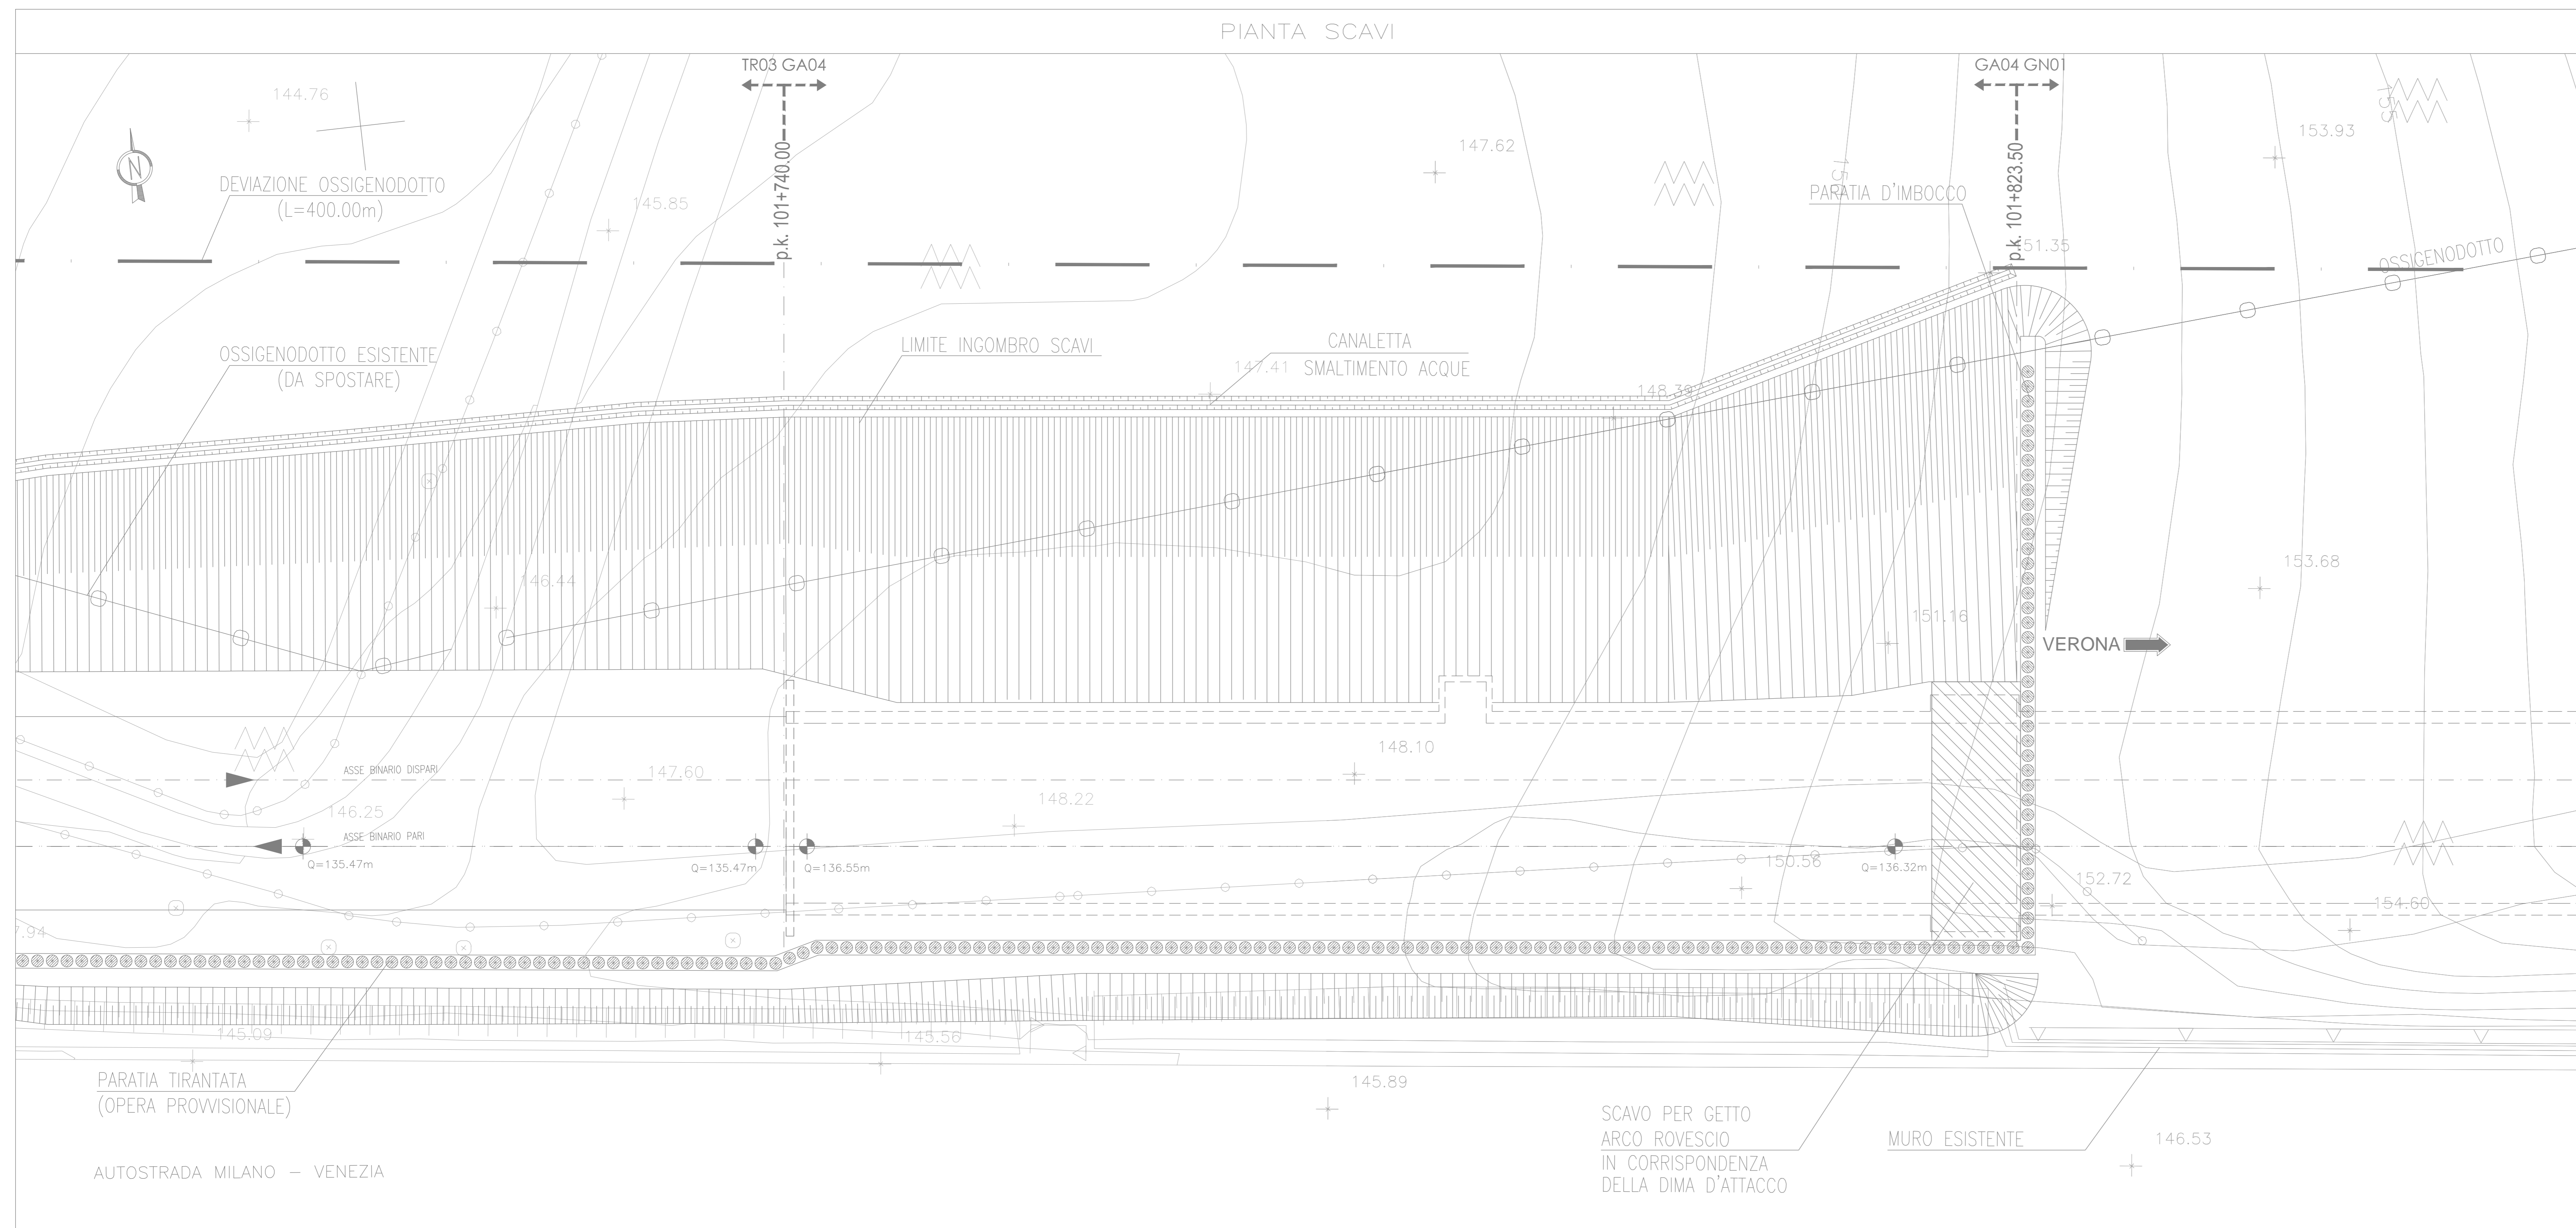 PIANTA SCAVI
TR03 GA04
GA04 GN01
144.76
147.62
153.93
155
p.k. 101+740.00
p.k. 101+823.50
N
DEVIAZIONE OSSIGENODOTTO
(L=400.00m)
145.85
PARATIA D'IMBOCCO
151.35
OSSIGENODOTTO
OSSIGENODOTTO ESISTENTE
(DA SPOSTARE)
LIMITE INGOMBRO SCAVI
CANALETTA
SMALTIMENTO ACQUE
147.41
148.39
146.44
153.68
151.16
VERONA
148.10
147.60
ASSE BINARIO DISPARI
148.22
146.25
ASSE BINARIO PARI
Q=135.47m
Q=135.47m
Q=136.55m
150.56
Q=136.32m
152.72
154.60
7.94
145.09
145.56
PARATIA TIRANTATA
(OPERA PROVVISIONALE)
145.89
SCAVO PER GETTO
ARCO ROVESCIO
IN CORRISPONDENZA
DELLA DIMA D'ATTACCO
MURO ESISTENTE
146.53
AUTOSTRADA MILANO – VENEZIA